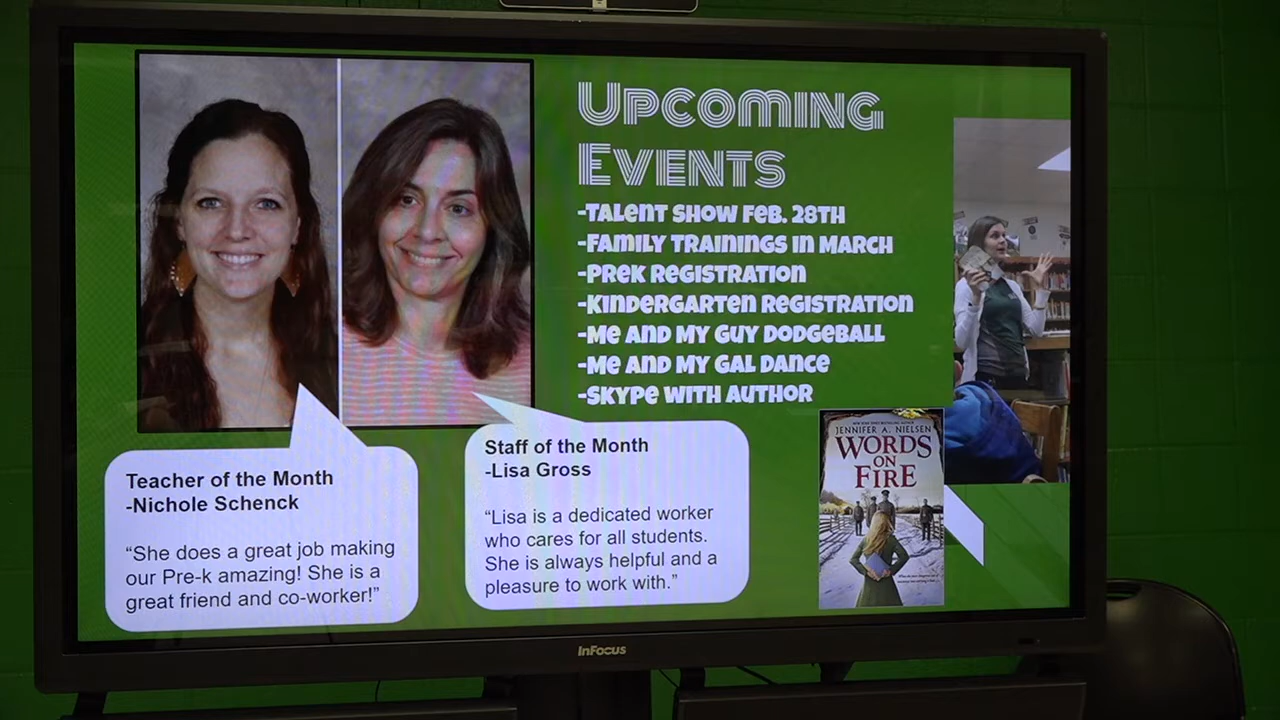 Upcoming
Events
-Talent Show Feb. 28th
-Family Trainings in March
-PreK Registration
-Kindergarten Registration
-Me and My Guy Dodgeball
-Me and My Gal Dance
-Skype with Author
Teacher of the Month
-Nichole Schenck
“She does a great job making
our Pre-k amazing! She is a
great friend and co-worker!”
Staff of the Month
-Lisa Gross
“Lisa is a dedicated worker
who cares for all students.
She is always helpful and a
pleasure to work with.”
JENNIFER A. NIELSEN
WORDS
ON
FIRE
InFocus